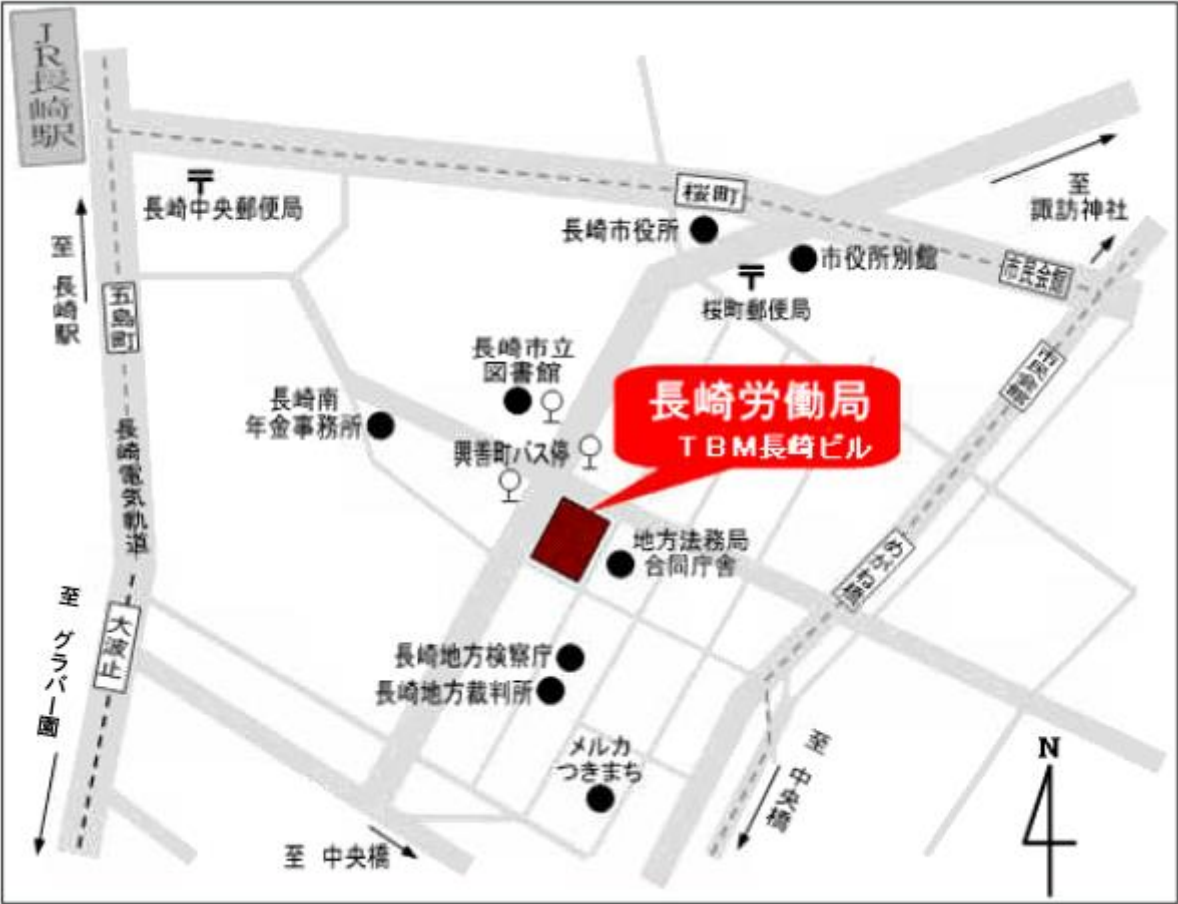 JR長崎駅
長崎中央郵便局
至 長崎駅
五島町
長崎電気軌道
大波止
至 グラバー園
桜町
長崎市役所
市役所別館
桜町郵便局
至
諏訪神社
市民会館
市民会館
長崎市立
図書館
長崎南
年金事務所
興善町バス停
長崎労働局
TBM長崎ビル
地方法務局
合同庁舎
めがね橋
長崎地方検察庁
長崎地方裁判所
メルカ
つきまち
至 中央橋
至 中央橋
N